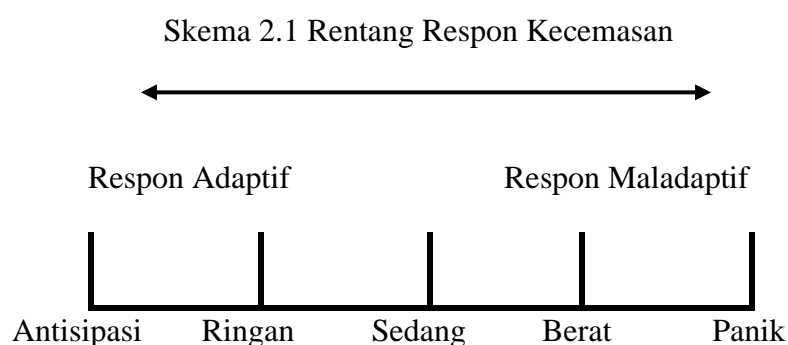 Skema 2.1 Rentang Respon Kecemasan
Respon Adaptif Respon Maladaptif
Antisipasi Ringan Sedang Berat Panik